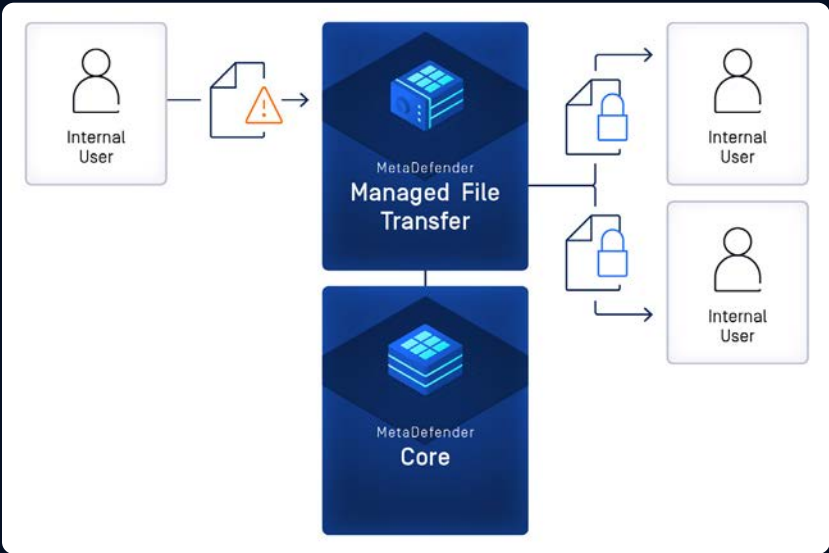 Internal
User
MetaDefender
Managed File
Transfer
Internal
User
Internal
User
MetaDefender
Core